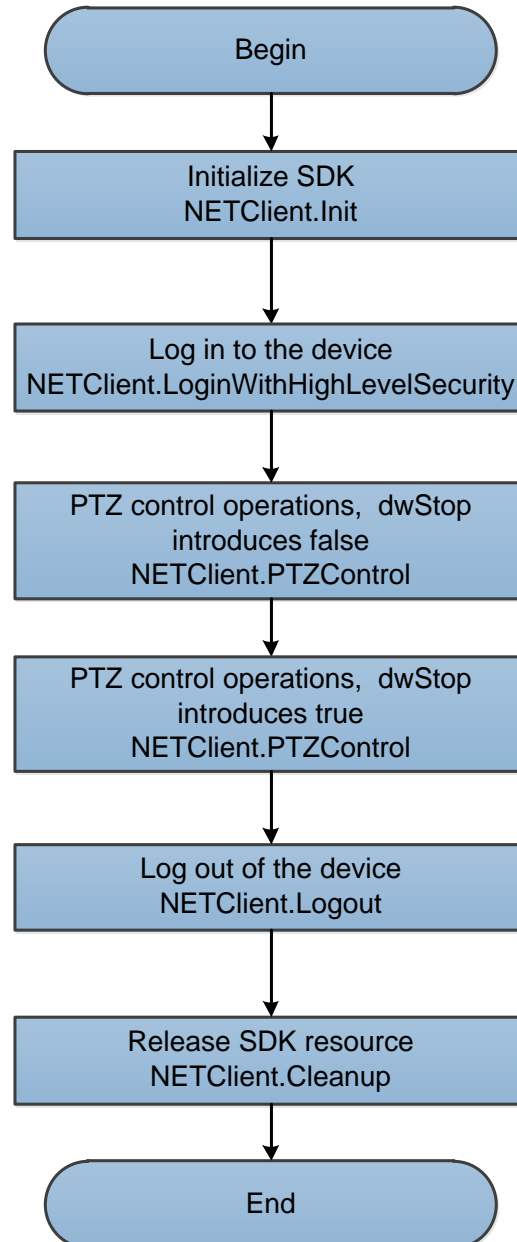 Begin
Initialize SDK
NETClient.Init
Log in to the device
NETClient.LoginWithHighLevelSecurity
PTZ control operations, dwStop
introduces false
NETClient.PTZControl
PTZ control operations, dwStop
introduces true
NETClient.PTZControl
Log out of the device
NETClient.Logout
Release SDK resource
NETClient.Cleanup
End